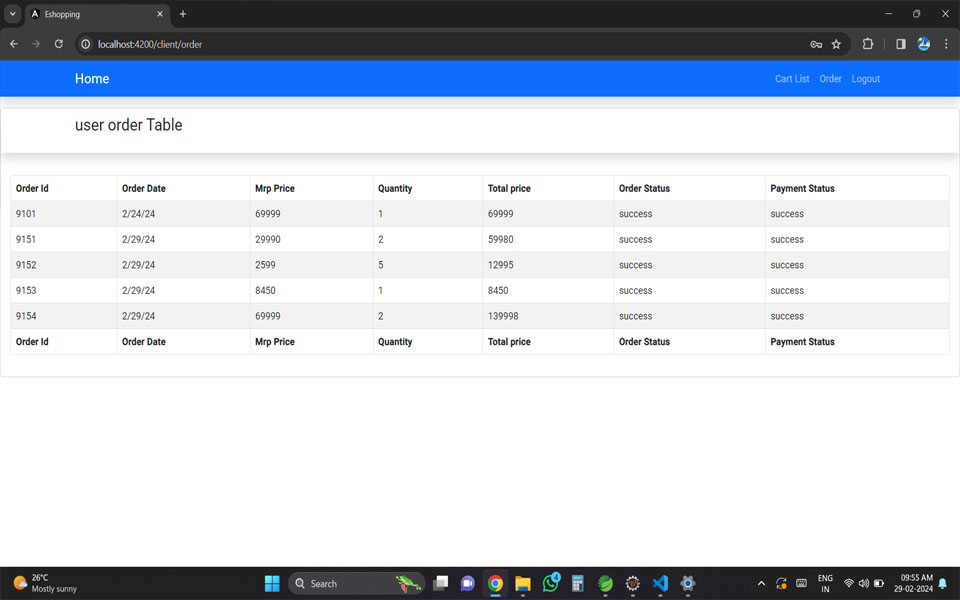 Eshopping
localhost:4200/client/order
Home
Cart List Order Logout
user order Table
Order Id Order Date Mrp Price Quantity Total price Order Status Payment Status
9101 2/24/24 69999 1 69999 success success
9151 2/29/24 29990 2 59980 success success
9152 2/29/24 2599 5 12995 success success
9153 2/29/24 8450 1 8450 success success
9154 2/29/24 69999 2 139998 success success
Order Id Order Date Mrp Price Quantity Total price Order Status Payment Status
26°C
Mostly sunny
Search
4
ENG
IN
09:55 AM
29-02-2024